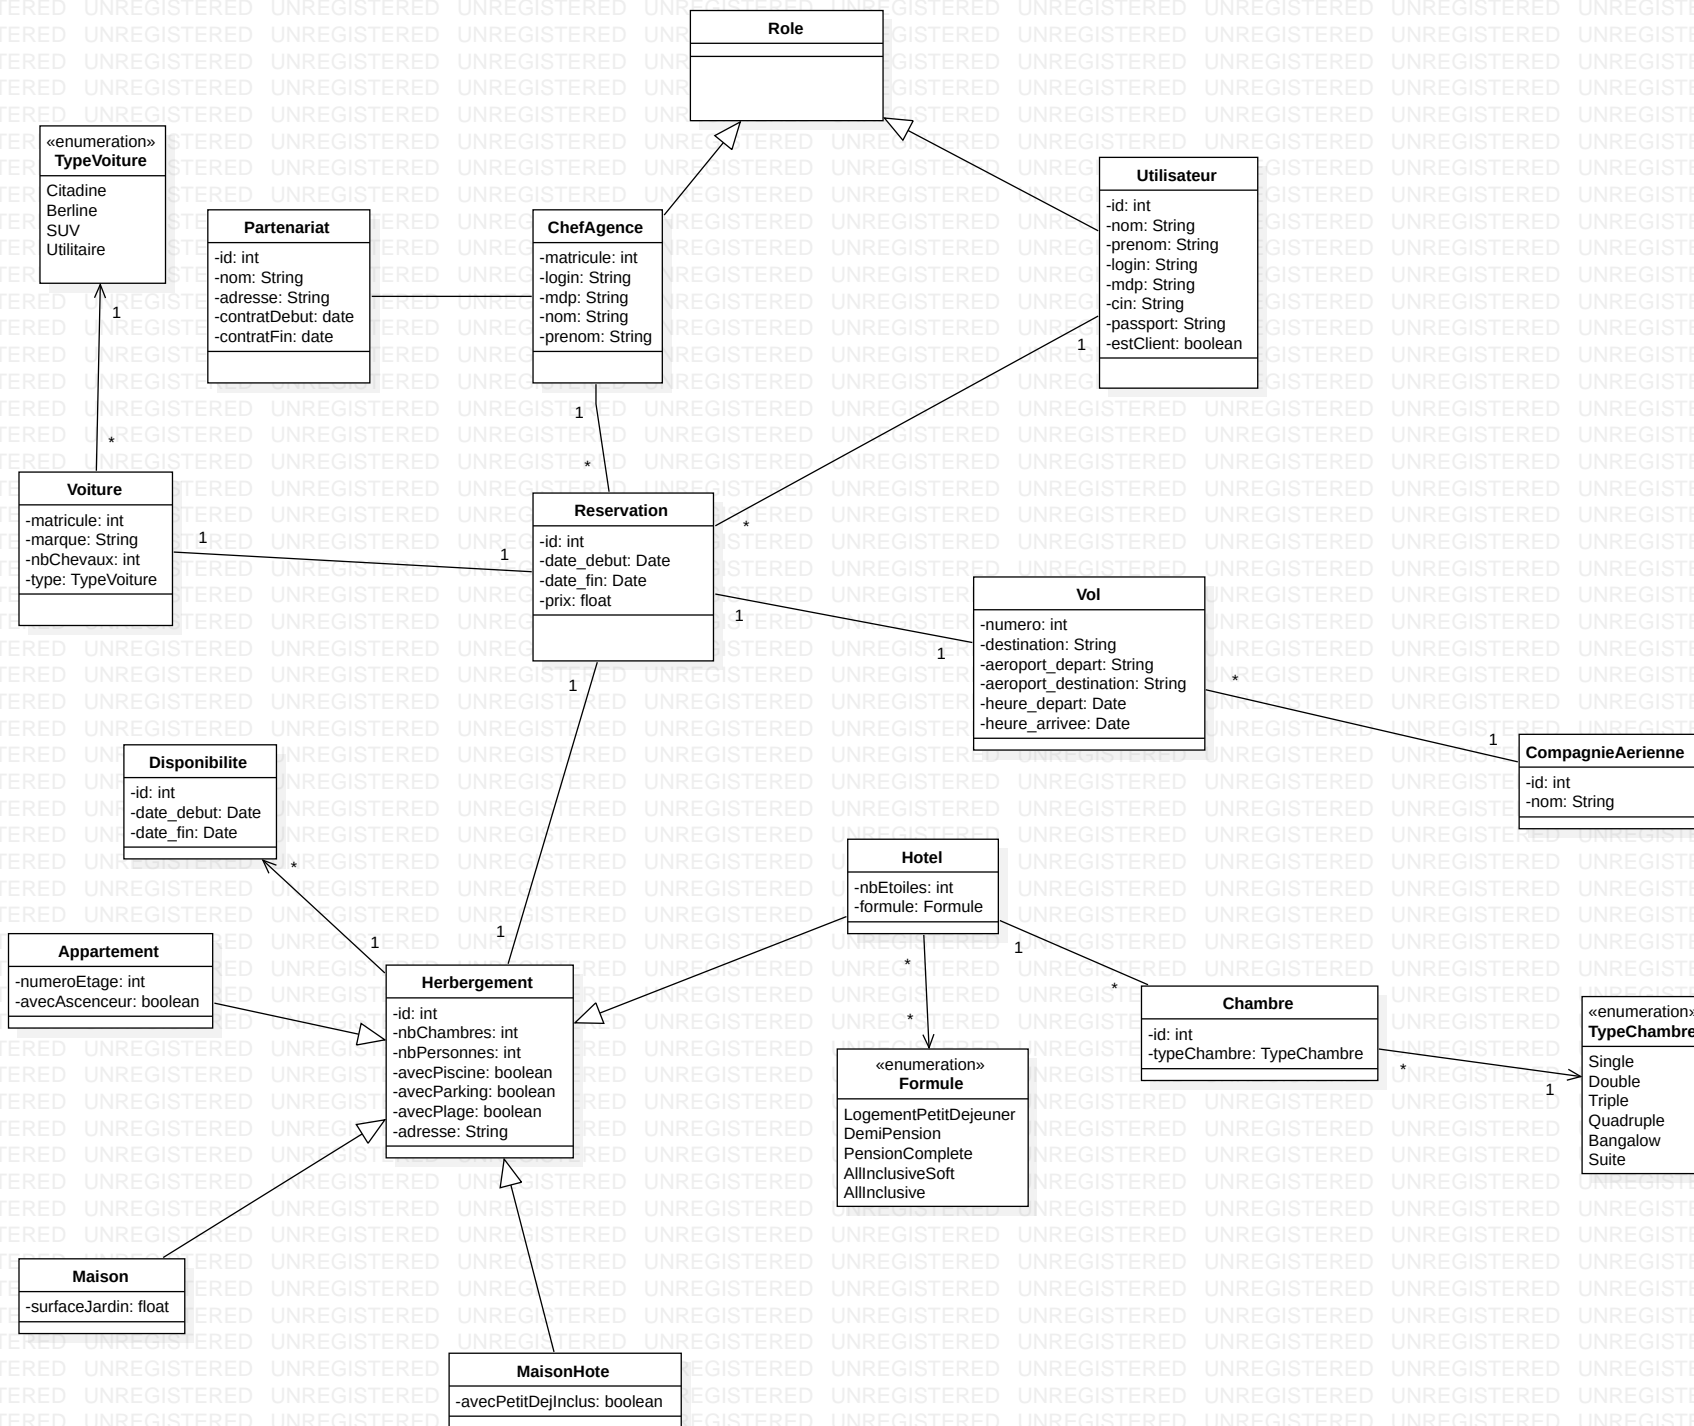 Role
«enumeration»
TypeVoiture
Citadine
Berline
SUV
Utilitaire
Utilisateur
-id: int
-nom: String
-prenom: String
-login: String
-mdp: String
-cin: String
-passport: String
-estClient: boolean
Partenariat
-id: int
-nom: String
-adresse: String
-contratDebut: date
-contratFin: date
ChefAgence
-matricule: int
-login: String
-mdp: String
-nom: String
-prenom: String
1
1
1
*
*
Voiture
-matricule: int
-marque: String
-nbChevaux: int
-type: TypeVoiture
Reservation
-id: int
-date_debut: Date
-date_fin: Date
-prix: float
*
1
1
Vol
-numero: int
-destination: String
-aeroport_depart: String
-aeroport_destination: String
-heure_depart: Date
-heure_arrivee: Date
1
1
1
*
1
CompagnieAerienne
-id: int
-nom: String
Disponibilite
-id: int
-date_debut: Date
-date_fin: Date
*
1
1
Hotel
-nbEtoiles: int
-formule: Formule
*
*
1
*
Appartement
-numeroEtage: int
-avecAscenceur: boolean
Herbergement
-id: int
-nbChambres: int
-nbPersonnes: int
-avecPiscine: boolean
-avecParking: boolean
-avecPlage: boolean
-adresse: String
Chambre
-id: int
-typeChambre: TypeChambre
*
1
«enumeration»
TypeChambre
Single
Double
Triple
Quadruple
Bangalow
Suite
«enumeration»
Formule
LogementPetitDejeuner
DemiPension
PensionComplete
AllInclusiveSoft
AllInclusive
Maison
-surfaceJardin: float
MaisonHote
-avecPetitDejInclus: boolean
UNREGISTERED